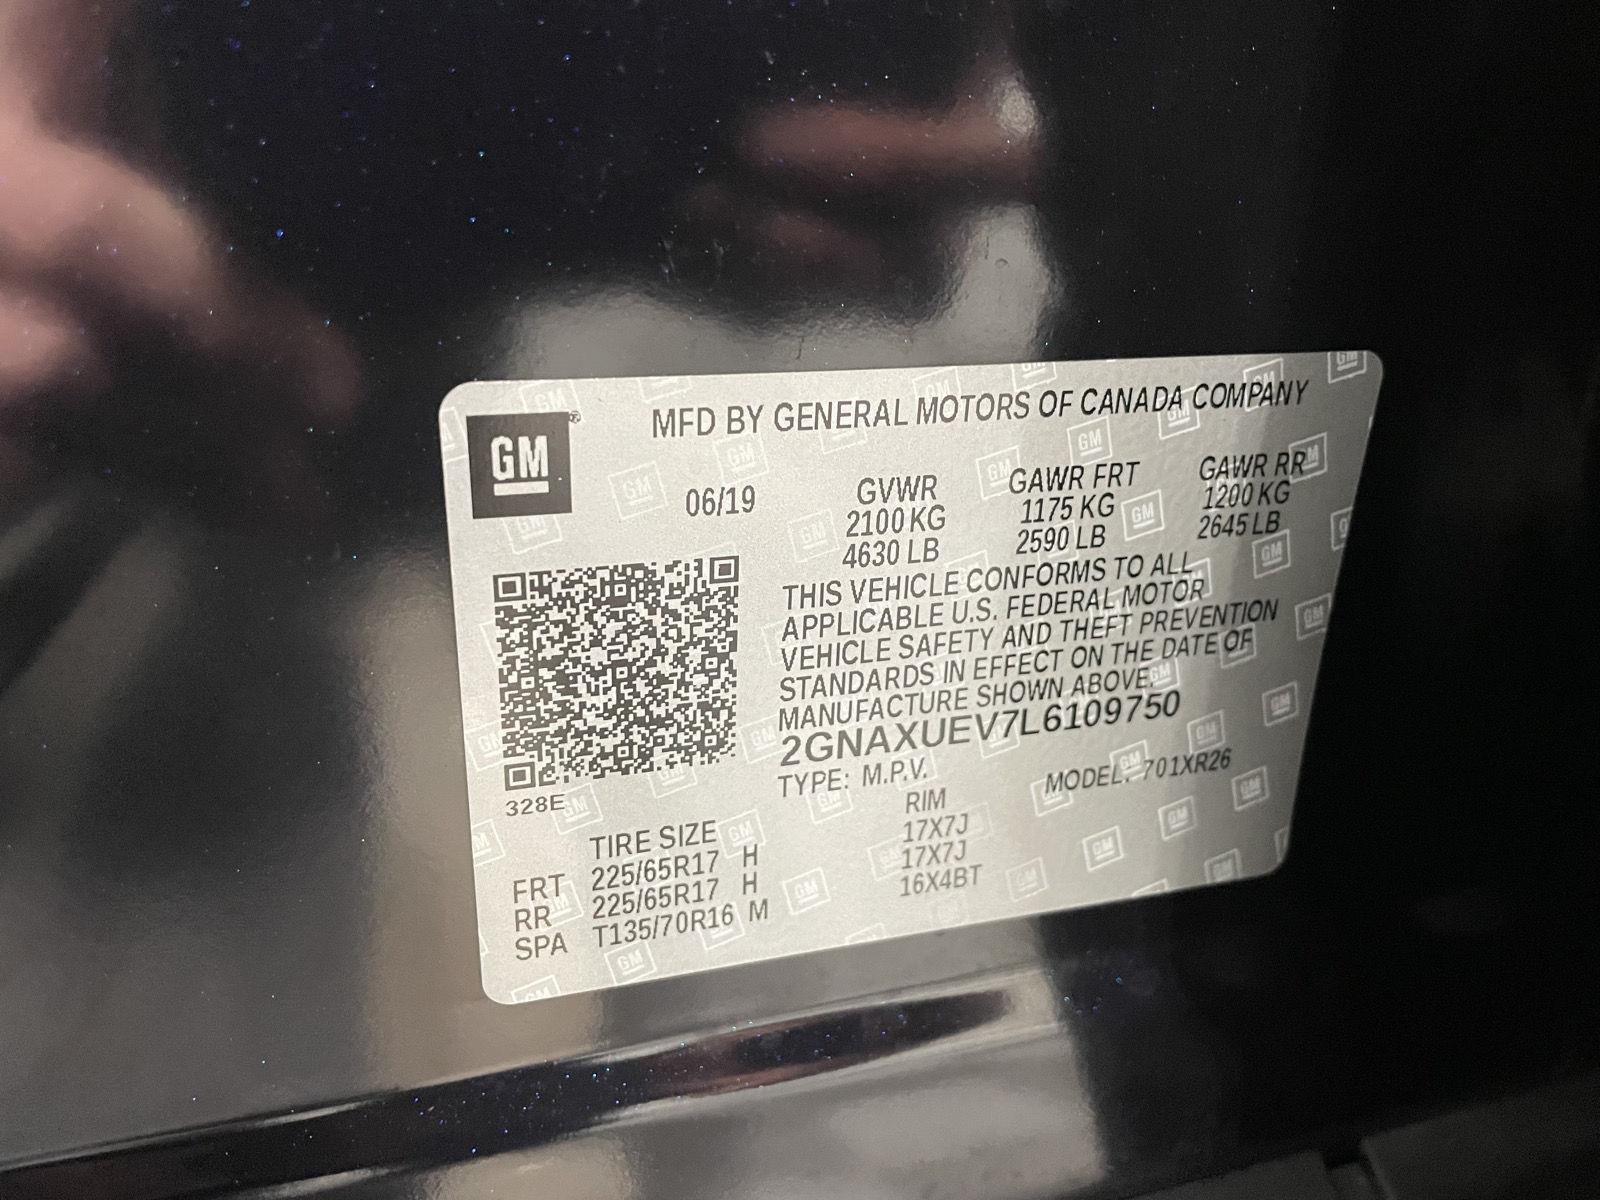 GM®
MFD BY GENERAL MOTORS OF CANADA COMPANY
06/19
GVWR
2100 KG
4630 LB
GAWR FRT
1175 KG
2590 LB
GAWR RR
1200 KG
2645 LB
THIS VEHICLE CONFORMS TO ALL
APPLICABLE U.S. FEDERAL MOTOR
VEHICLE SAFETY AND THEFT PREVENTION
STANDARDS IN EFFECT ON THE DATE OF
MANUFACTURE SHOWN ABOVE.
2GNAXUEV7L6109750
TYPE: M.P.V. MODEL: 701XR26
328E
TIRE SIZE RIM
FRT 225/65R17 H 17X7J
RR 225/65R17 H 17X7J
SPA T135/70R16 M 16X4BT